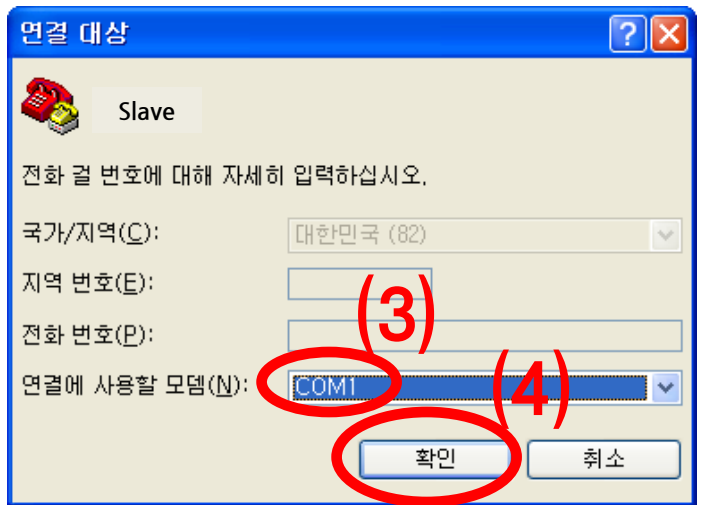 연결 대상
Slave
전화 걸 번호에 대해 자세히 입력하십시오.
국가/지역(C): 대한민국 (82)
지역 번호(E):
(3)
전화 번호(P):
연결에 사용할 모뎀(N): COM1
(4)
확인 취소